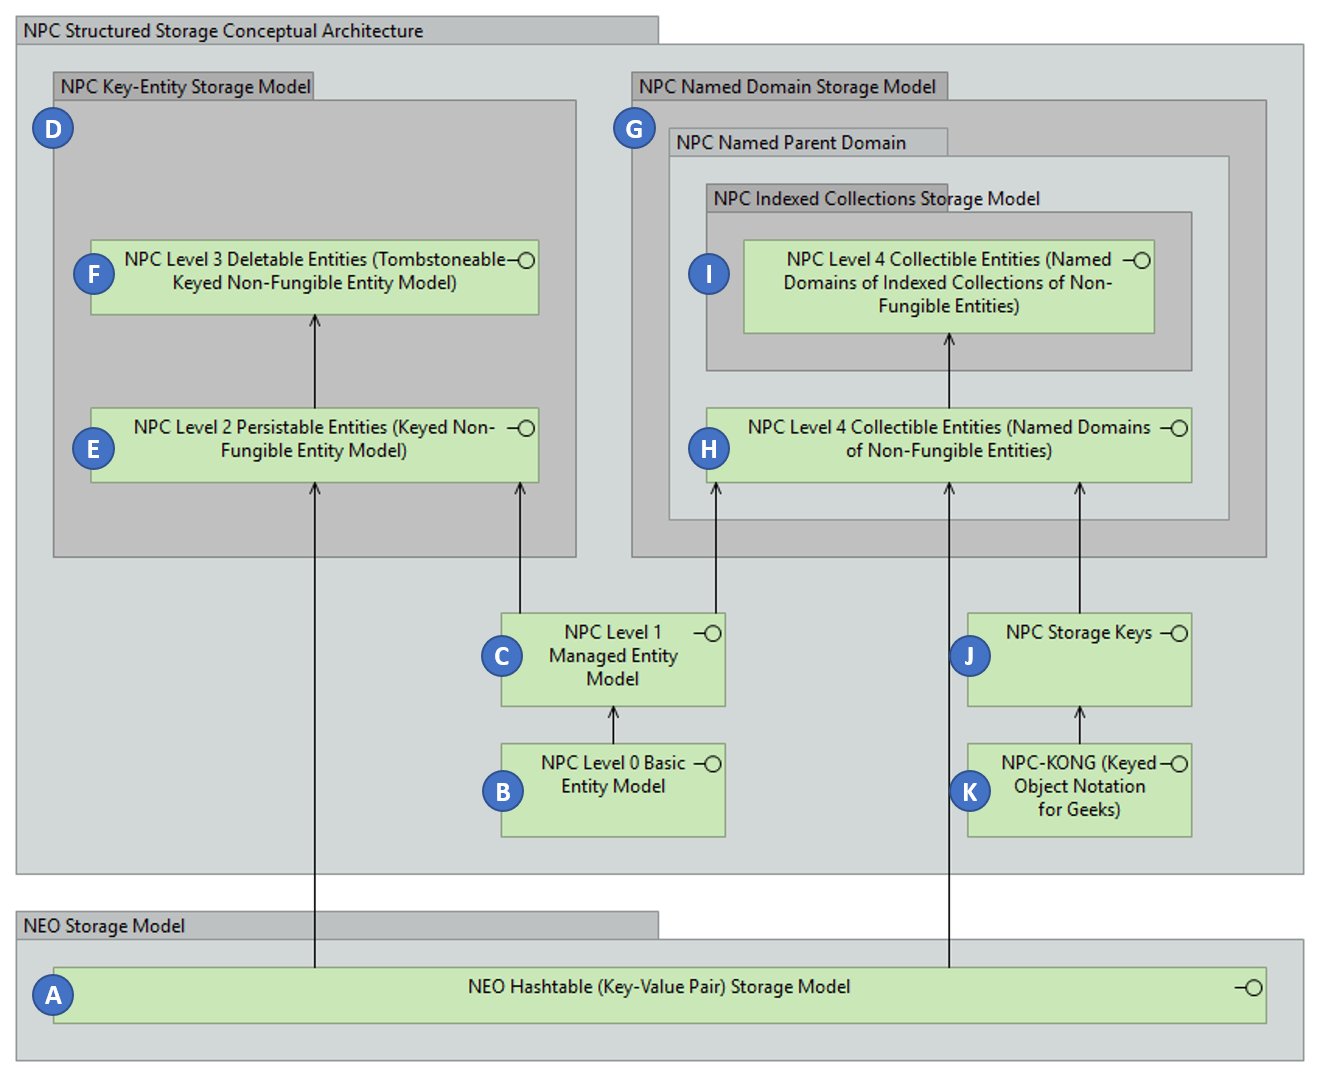 NPC Structured Storage Conceptual Architecture
NPC Key-Entity Storage Model
D
NPC Named Domain Storage Model
G
NPC Named Parent Domain
NPC Indexed Collections Storage Model
F
NPC Level 3 Deletable Entities (Tombstoneable
Keyed Non-Fungible Entity Model)
I
NPC Level 4 Collectible Entities (Named
Domains of Indexed Collections of Non-
Fungible Entities)
E
NPC Level 2 Persistable Entities (Keyed Non-
Fungible Entity Model)
H
NPC Level 4 Collectible Entities (Named Domains
of Non-Fungible Entities)
C
NPC Level 1
Managed Entity
Model
J
NPC Storage Keys
B
NPC Level 0 Basic
Entity Model
K
NPC-KONG (Keyed
Object Notation
for Geeks)
NEO Storage Model
A
NEO Hashtable (Key-Value Pair) Storage Model